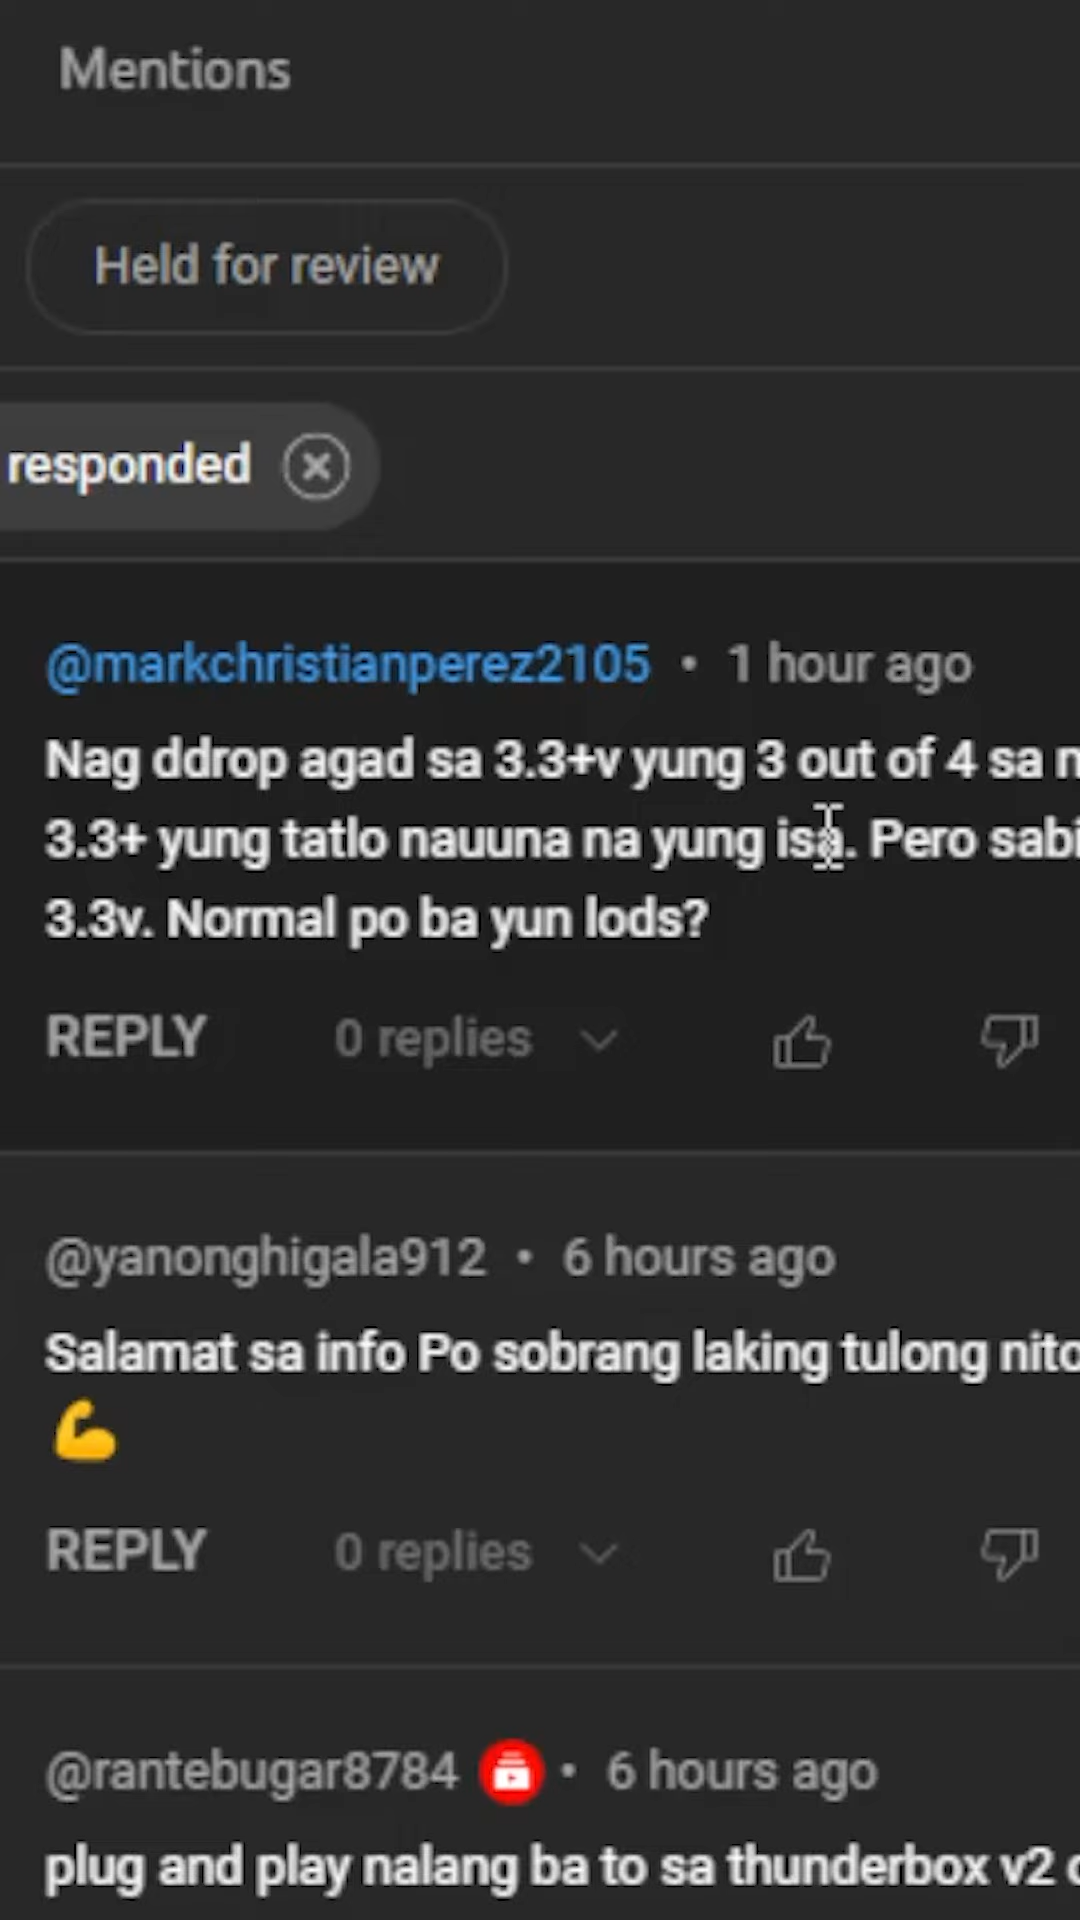 Mentions
Held for review
responded
@markchristianperez2105 • 1 hour ago
Nag ddrop agad sa 3.3+v yung 3 out of 4 sa
3.3+ yung tatlo nauuna na yung isa. Pero sabi
3.3v. Normal po ba yun lods?
REPLY 0 replies
@yanonghigala912 • 6 hours ago
Salamat sa info Po sobrang laking tulong nito
💪
REPLY 0 replies
@rantebugar8784 • 6 hours ago
plug and play nalang ba to sa thunderbox v2